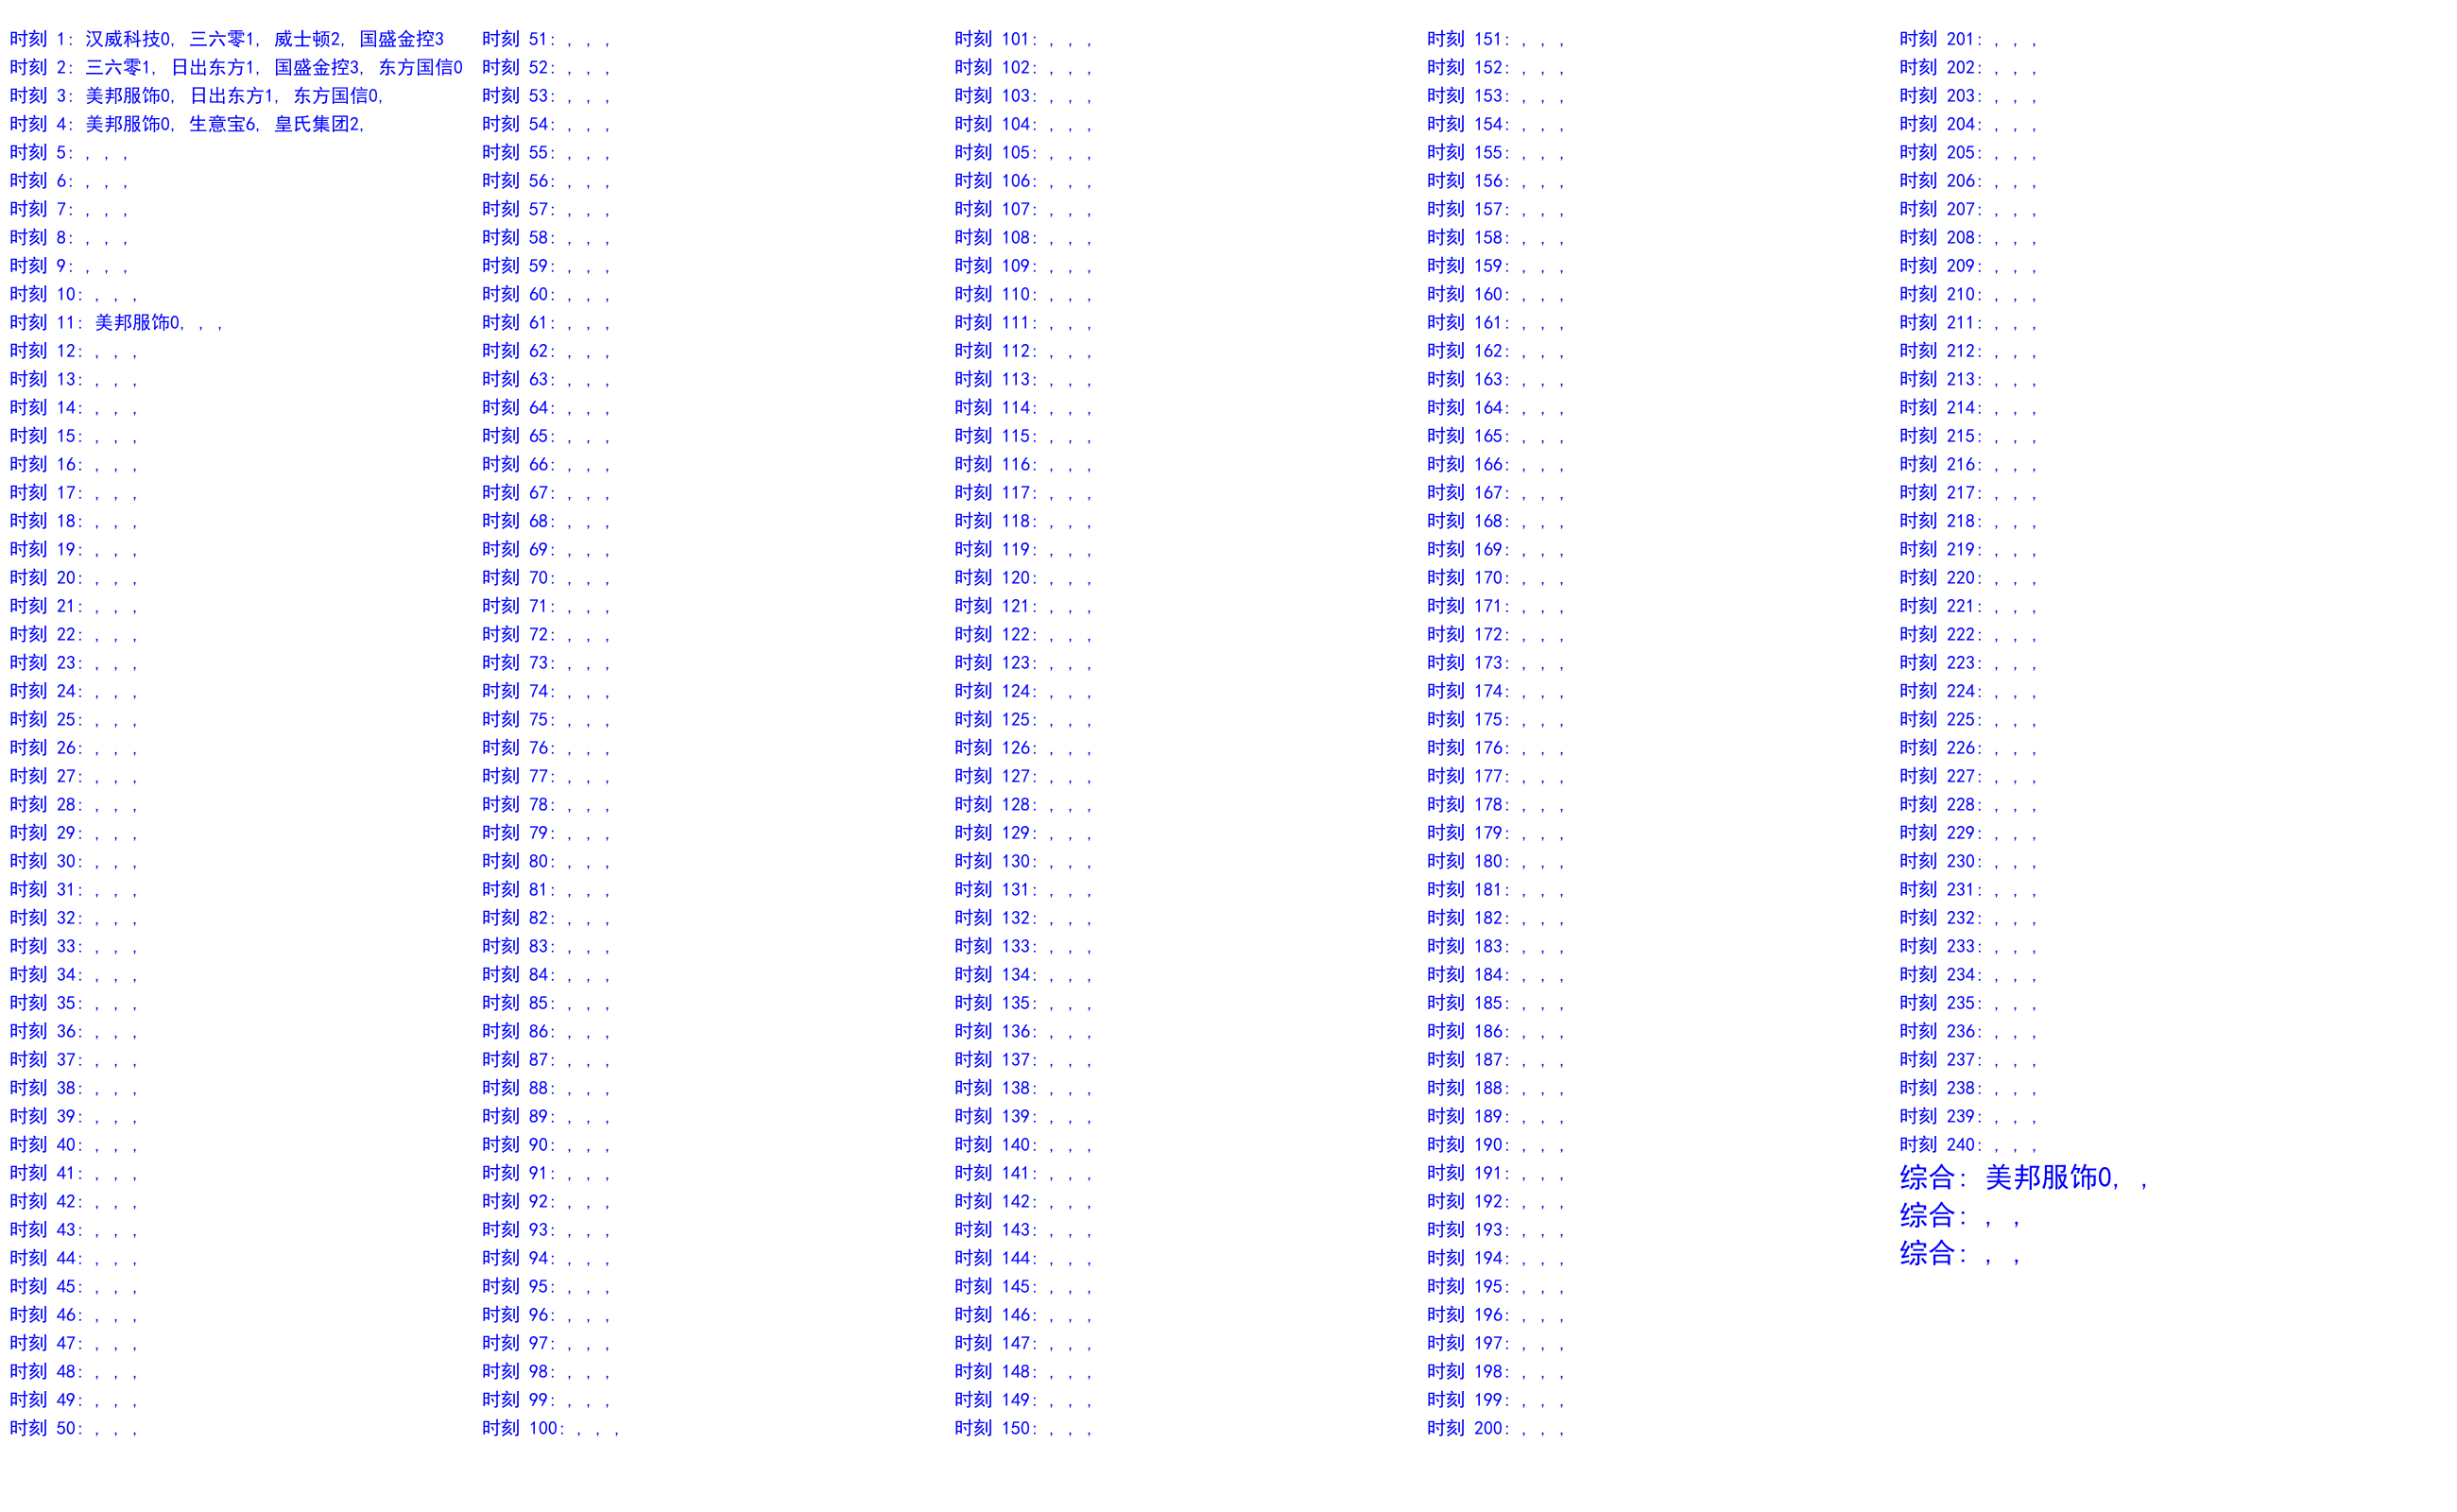 时刻 1: 汉威科技0, 三六零1, 威士顿2, 国盛金控3
时刻 2: 三六零1, 日出东方1, 国盛金控3, 东方国信0
时刻 3: 美邦服饰0, 日出东方1, 东方国信0,
时刻 4: 美邦服饰0, 生意宝6, 皇氏集团2,
时刻 5: , , ,
时刻 6: , , ,
时刻 7: , , ,
时刻 8: , , ,
时刻 9: , , ,
时刻 10: , , ,
时刻 11: 美邦服饰0, , ,
时刻 12: , , ,
时刻 13: , , ,
时刻 14: , , ,
时刻 15: , , ,
时刻 16: , , ,
时刻 17: , , ,
时刻 18: , , ,
时刻 19: , , ,
时刻 20: , , ,
时刻 21: , , ,
时刻 22: , , ,
时刻 23: , , ,
时刻 24: , , ,
时刻 25: , , ,
时刻 26: , , ,
时刻 27: , , ,
时刻 28: , , ,
时刻 29: , , ,
时刻 30: , , ,
时刻 31: , , ,
时刻 32: , , ,
时刻 33: , , ,
时刻 34: , , ,
时刻 35: , , ,
时刻 36: , , ,
时刻 37: , , ,
时刻 38: , , ,
时刻 39: , , ,
时刻 40: , , ,
时刻 41: , , ,
时刻 42: , , ,
时刻 43: , , ,
时刻 44: , , ,
时刻 45: , , ,
时刻 46: , , ,
时刻 47: , , ,
时刻 48: , , ,
时刻 49: , , ,
时刻 50: , , ,
时刻 51: , , ,
时刻 52: , , ,
时刻 53: , , ,
时刻 54: , , ,
时刻 55: , , ,
时刻 56: , , ,
时刻 57: , , ,
时刻 58: , , ,
时刻 59: , , ,
时刻 60: , , ,
时刻 61: , , ,
时刻 62: , , ,
时刻 63: , , ,
时刻 64: , , ,
时刻 65: , , ,
时刻 66: , , ,
时刻 67: , , ,
时刻 68: , , ,
时刻 69: , , ,
时刻 70: , , ,
时刻 71: , , ,
时刻 72: , , ,
时刻 73: , , ,
时刻 74: , , ,
时刻 75: , , ,
时刻 76: , , ,
时刻 77: , , ,
时刻 78: , , ,
时刻 79: , , ,
时刻 80: , , ,
时刻 81: , , ,
时刻 82: , , ,
时刻 83: , , ,
时刻 84: , , ,
时刻 85: , , ,
时刻 86: , , ,
时刻 87: , , ,
时刻 88: , , ,
时刻 89: , , ,
时刻 90: , , ,
时刻 91: , , ,
时刻 92: , , ,
时刻 93: , , ,
时刻 94: , , ,
时刻 95: , , ,
时刻 96: , , ,
时刻 97: , , ,
时刻 98: , , ,
时刻 99: , , ,
时刻 100: , , ,
时刻 101: , , ,
时刻 102: , , ,
时刻 103: , , ,
时刻 104: , , ,
时刻 105: , , ,
时刻 106: , , ,
时刻 107: , , ,
时刻 108: , , ,
时刻 109: , , ,
时刻 110: , , ,
时刻 111: , , ,
时刻 112: , , ,
时刻 113: , , ,
时刻 114: , , ,
时刻 115: , , ,
时刻 116: , , ,
时刻 117: , , ,
时刻 118: , , ,
时刻 119: , , ,
时刻 120: , , ,
时刻 121: , , ,
时刻 122: , , ,
时刻 123: , , ,
时刻 124: , , ,
时刻 125: , , ,
时刻 126: , , ,
时刻 127: , , ,
时刻 128: , , ,
时刻 129: , , ,
时刻 130: , , ,
时刻 131: , , ,
时刻 132: , , ,
时刻 133: , , ,
时刻 134: , , ,
时刻 135: , , ,
时刻 136: , , ,
时刻 137: , , ,
时刻 138: , , ,
时刻 139: , , ,
时刻 140: , , ,
时刻 141: , , ,
时刻 142: , , ,
时刻 143: , , ,
时刻 144: , , ,
时刻 145: , , ,
时刻 146: , , ,
时刻 147: , , ,
时刻 148: , , ,
时刻 149: , , ,
时刻 150: , , ,
时刻 151: , , ,
时刻 152: , , ,
时刻 153: , , ,
时刻 154: , , ,
时刻 155: , , ,
时刻 156: , , ,
时刻 157: , , ,
时刻 158: , , ,
时刻 159: , , ,
时刻 160: , , ,
时刻 161: , , ,
时刻 162: , , ,
时刻 163: , , ,
时刻 164: , , ,
时刻 165: , , ,
时刻 166: , , ,
时刻 167: , , ,
时刻 168: , , ,
时刻 169: , , ,
时刻 170: , , ,
时刻 171: , , ,
时刻 172: , , ,
时刻 173: , , ,
时刻 174: , , ,
时刻 175: , , ,
时刻 176: , , ,
时刻 177: , , ,
时刻 178: , , ,
时刻 179: , , ,
时刻 180: , , ,
时刻 181: , , ,
时刻 182: , , ,
时刻 183: , , ,
时刻 184: , , ,
时刻 185: , , ,
时刻 186: , , ,
时刻 187: , , ,
时刻 188: , , ,
时刻 189: , , ,
时刻 190: , , ,
时刻 191: , , ,
时刻 192: , , ,
时刻 193: , , ,
时刻 194: , , ,
时刻 195: , , ,
时刻 196: , , ,
时刻 197: , , ,
时刻 198: , , ,
时刻 199: , , ,
时刻 200: , , ,
时刻 201: , , ,
时刻 202: , , ,
时刻 203: , , ,
时刻 204: , , ,
时刻 205: , , ,
时刻 206: , , ,
时刻 207: , , ,
时刻 208: , , ,
时刻 209: , , ,
时刻 210: , , ,
时刻 211: , , ,
时刻 212: , , ,
时刻 213: , , ,
时刻 214: , , ,
时刻 215: , , ,
时刻 216: , , ,
时刻 217: , , ,
时刻 218: , , ,
时刻 219: , , ,
时刻 220: , , ,
时刻 221: , , ,
时刻 222: , , ,
时刻 223: , , ,
时刻 224: , , ,
时刻 225: , , ,
时刻 226: , , ,
时刻 227: , , ,
时刻 228: , , ,
时刻 229: , , ,
时刻 230: , , ,
时刻 231: , , ,
时刻 232: , , ,
时刻 233: , , ,
时刻 234: , , ,
时刻 235: , , ,
时刻 236: , , ,
时刻 237: , , ,
时刻 238: , , ,
时刻 239: , , ,
时刻 240: , , ,
综合: 美邦服饰0, ,
综合: , ,
综合: , ,